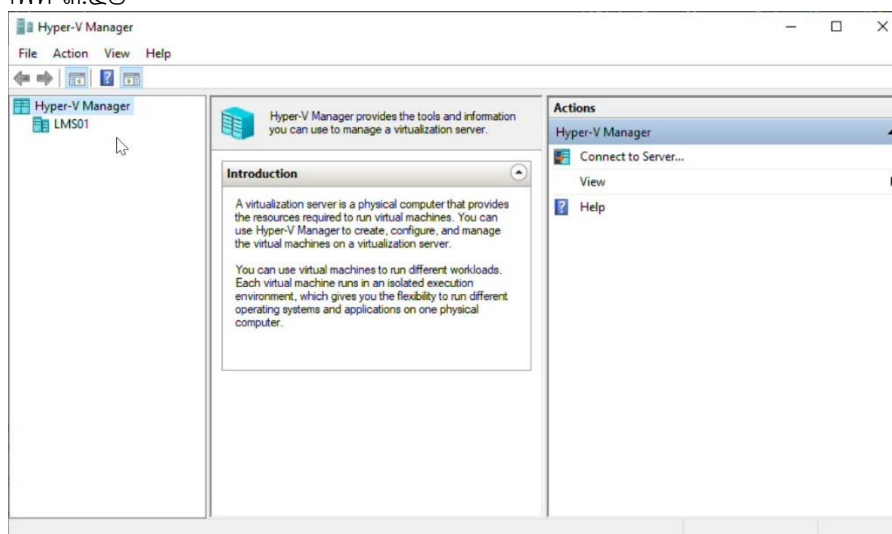 Hyper-V Manager
File Action View Help
Hyper-V Manager
LMS01
Hyper-V Manager provides the tools and information
you can use to manage a virtualization server.
Introduction
A virtualization server is a physical computer that provides
the resources required to run virtual machines. You can
use Hyper-V Manager to create, configure, and manage
the virtual machines on a virtualization server.
You can use virtual machines to run different workloads.
Each virtual machine runs in an isolated execution
environment, which gives you the flexibility to run different
operating systems and applications on one physical
computer.
Actions
Hyper-V Manager
Connect to Server...
View
Help